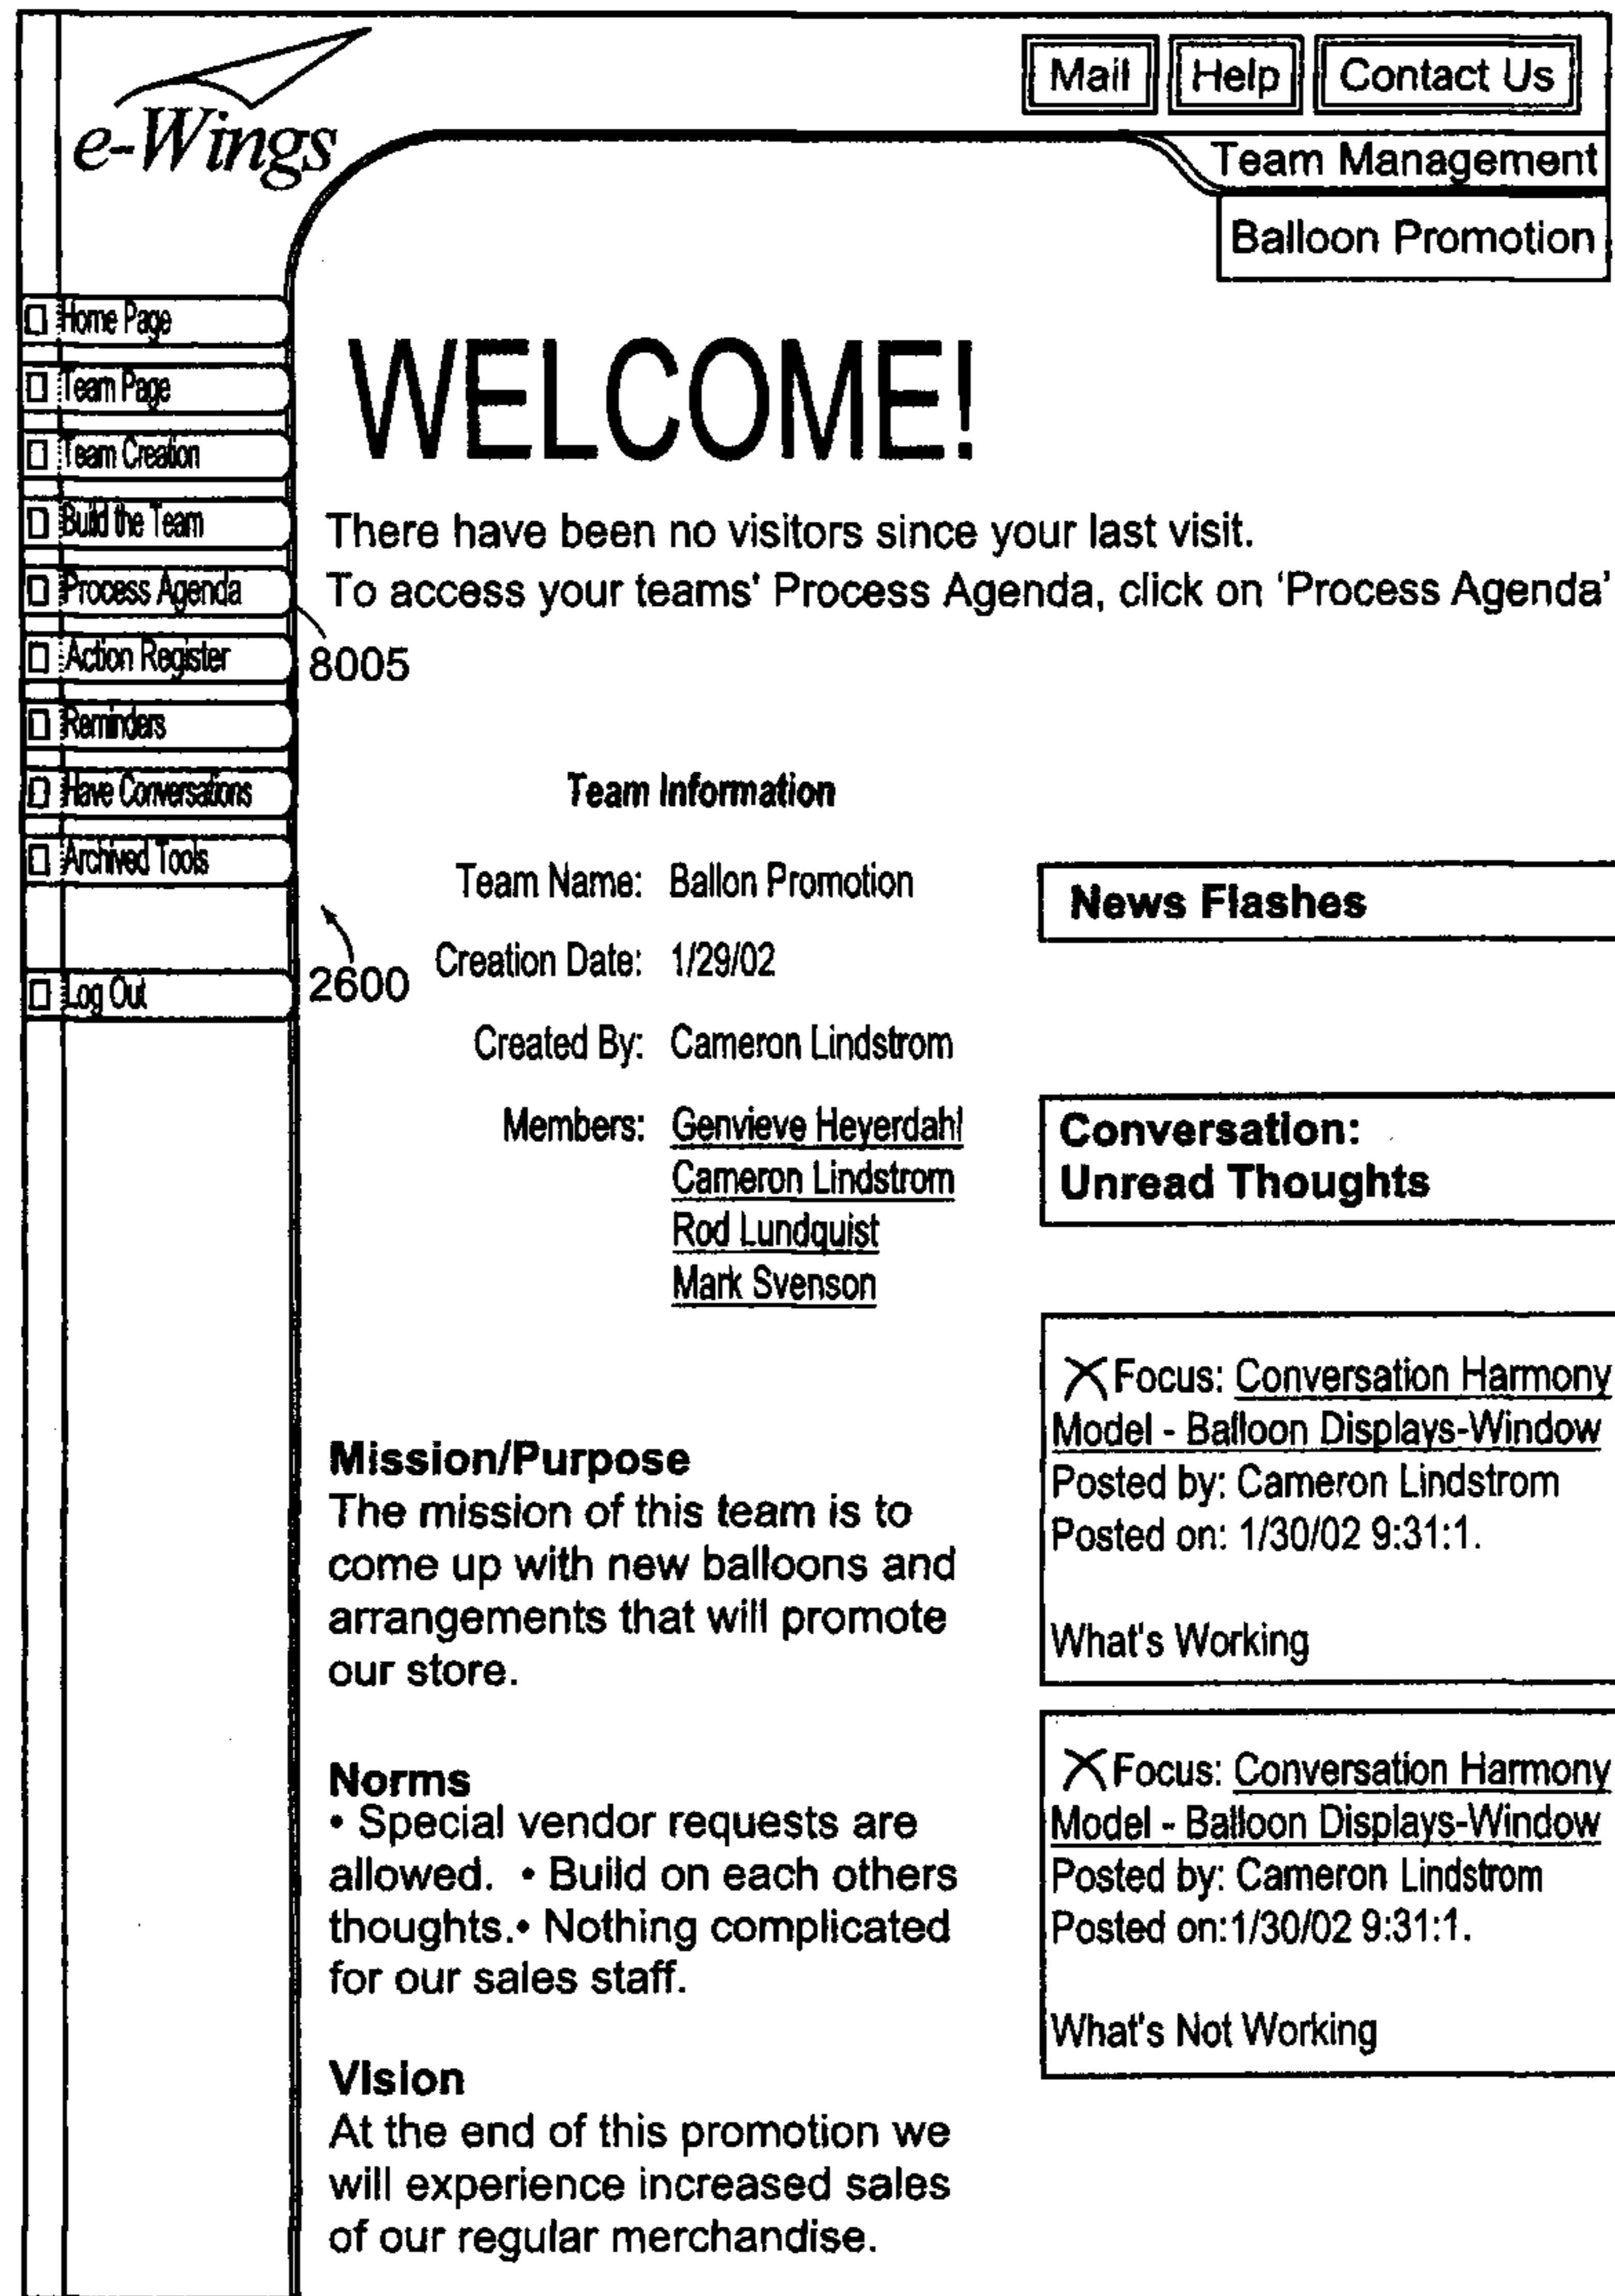 e-Wings
Mail
Help
Contact Us
Team Management
Balloon Promotion
Home Page
Team Page
Team Creation
Build the Team
Process Agenda
Action Register
Reminders
Have Conversations
Archived Tools
Log Out
8005
2600
WELCOME!
There have been no visitors since your last visit.
To access your teams' Process Agenda, click on 'Process Agenda'
Team Information
Team Name: Ballon Promotion
Creation Date: 1/29/02
Created By: Cameron Lindstrom
Members: Genvieve Heyerdahl
Cameron Lindstrom
Rod Lundquist
Mark Svenson
Mission/Purpose
The mission of this team is to
come up with new balloons and
arrangements that will promote
our store.
Norms
• Special vendor requests are
allowed. • Build on each others
thoughts.• Nothing complicated
for our sales staff.
Vision
At the end of this promotion we
will experience increased sales
of our regular merchandise.
News Flashes
Conversation:
Unread Thoughts
Focus: Conversation Harmony
Model - Balloon Displays-Window
Posted by: Cameron Lindstrom
Posted on: 1/30/02 9:31:1.
What's Working
Focus: Conversation Harmony
Model - Balloon Displays-Window
Posted by: Cameron Lindstrom
Posted on:1/30/02 9:31:1.
What's Not Working